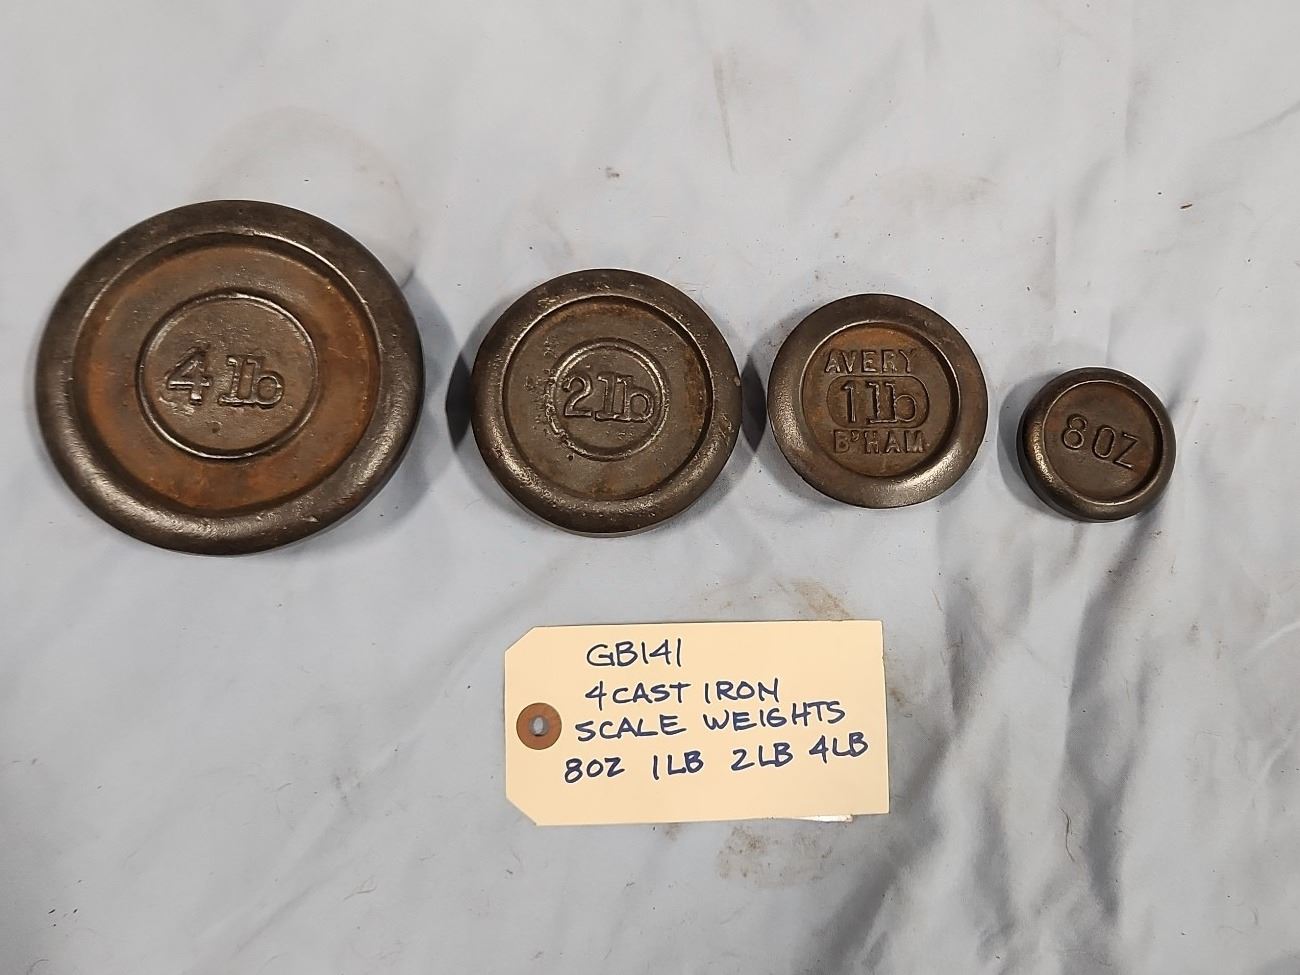 4 lb
2 lb
AVERY
1 lb
B'HAM
8 OZ
GB141
4 CAST IRON
SCALE WEIGHTS
8OZ 1LB 2LB 4LB